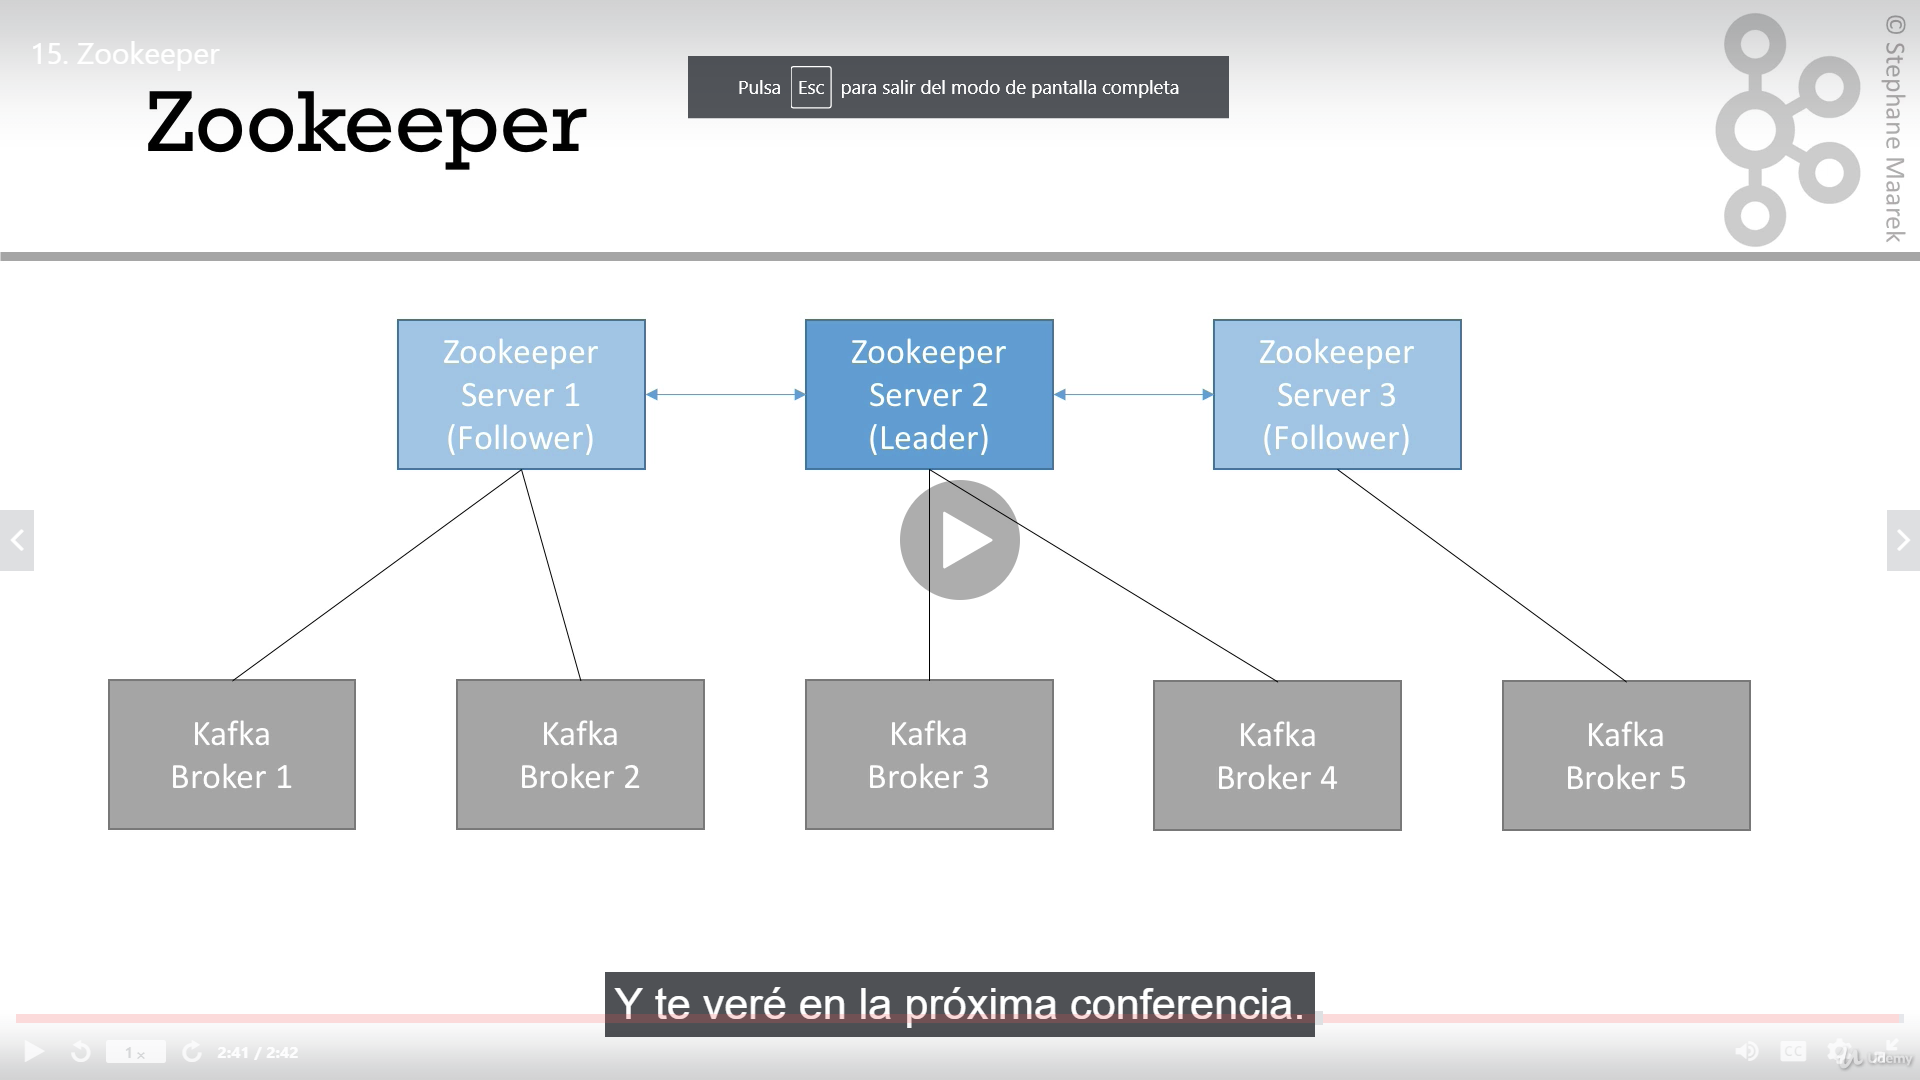 15. Zookeeper
Zookeeper
Pulsa Esc para salir del modo de pantalla completa
© Stephane Maarek
Zookeeper
Server 1
(Follower)
Zookeeper
Server 2
(Leader)
Zookeeper
Server 3
(Follower)
Kafka
Broker 1
Kafka
Broker 2
Kafka
Broker 3
Kafka
Broker 4
Kafka
Broker 5
Y te veré en la próxima conferencia.
1 x
2:41 / 2:42
CC
Udemy